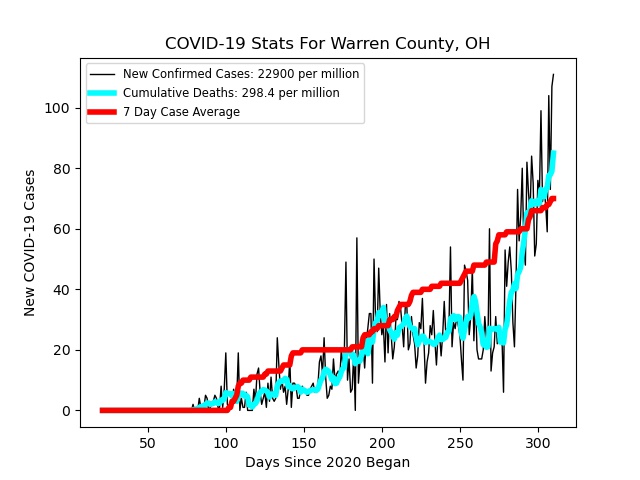 COVID-19 Stats For Warren County, OH
New Confirmed Cases: 22900 per million
Cumulative Deaths: 298.4 per million
7 Day Case Average
New COVID-19 Cases
100
80
60
40
20
0
50 100 150 200 250 300
Days Since 2020 Began